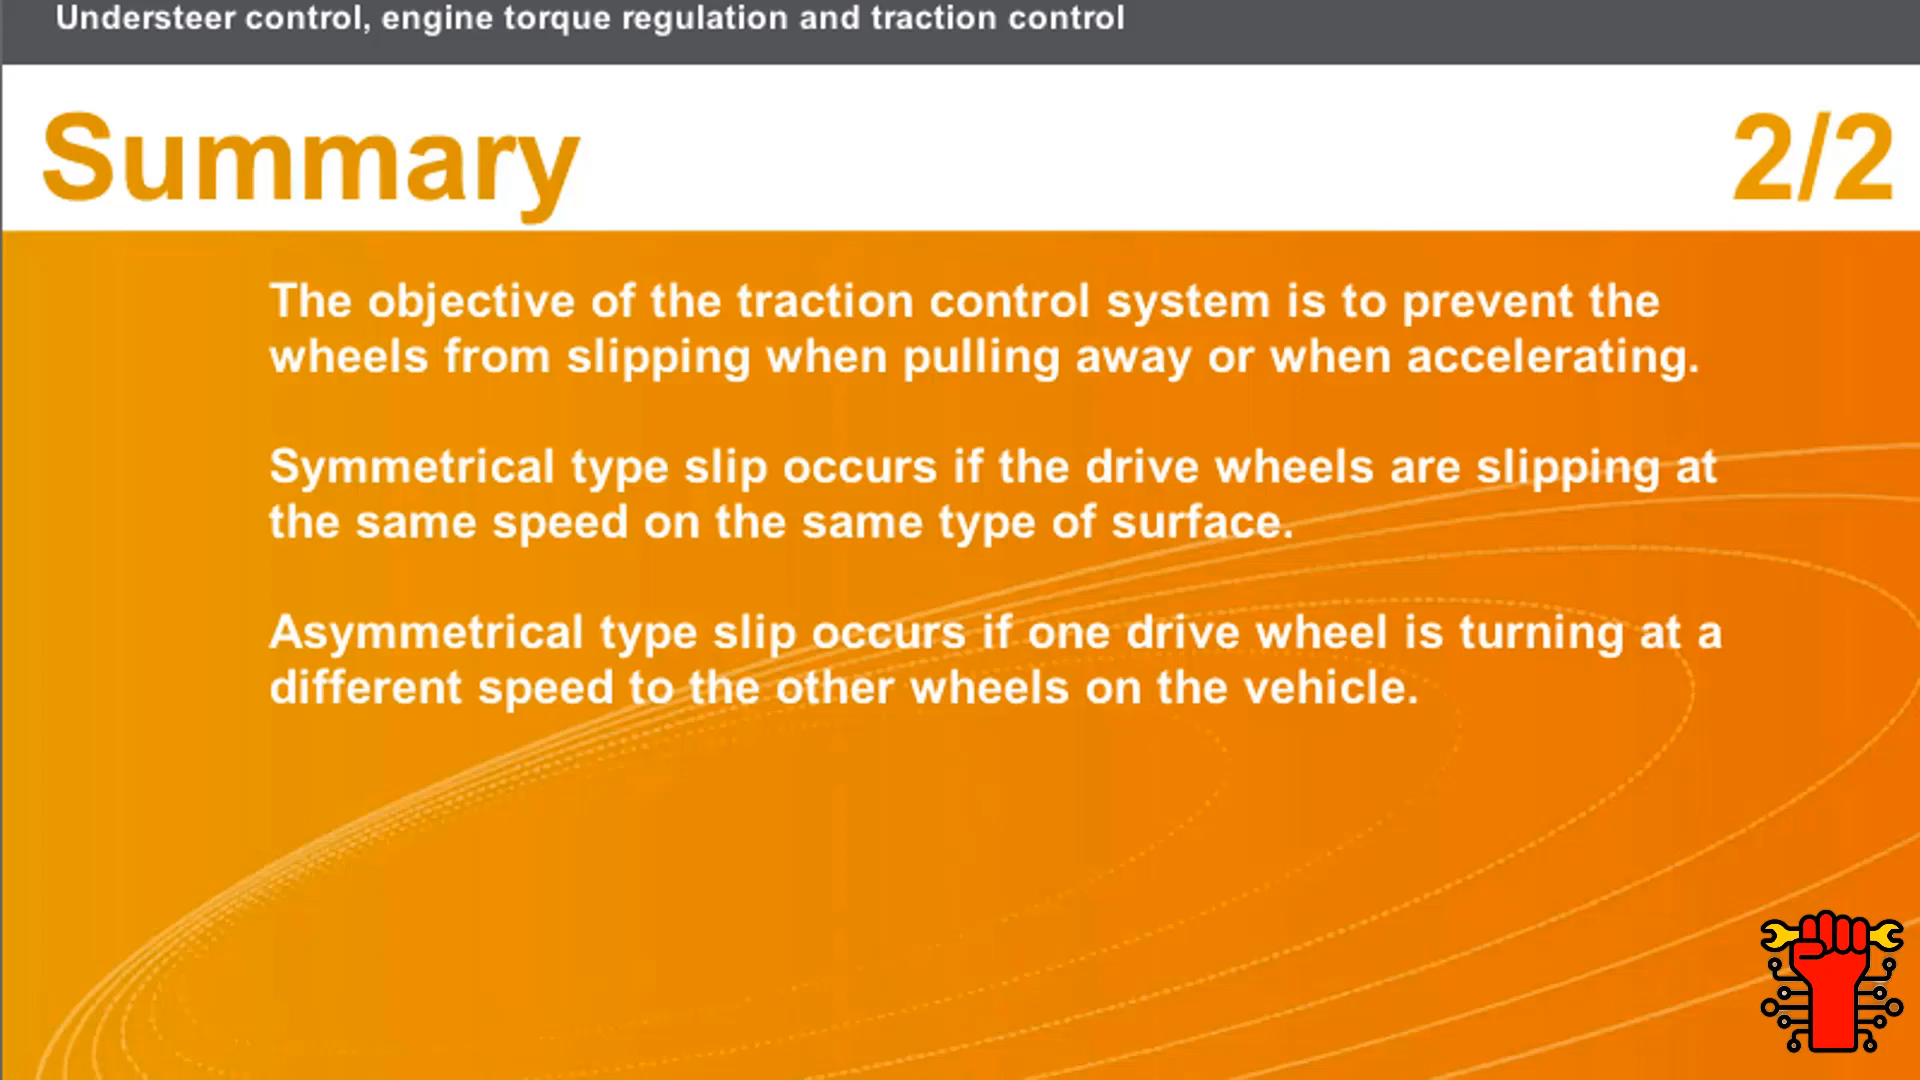 Understeer control, engine torque regulation and traction control
Summary
2/2
The objective of the traction control system is to prevent the
wheels from slipping when pulling away or when accelerating.
Symmetrical type slip occurs if the drive wheels are slipping at
the same speed on the same type of surface.
Asymmetrical type slip occurs if one drive wheel is turning at a
different speed to the other wheels on the vehicle.